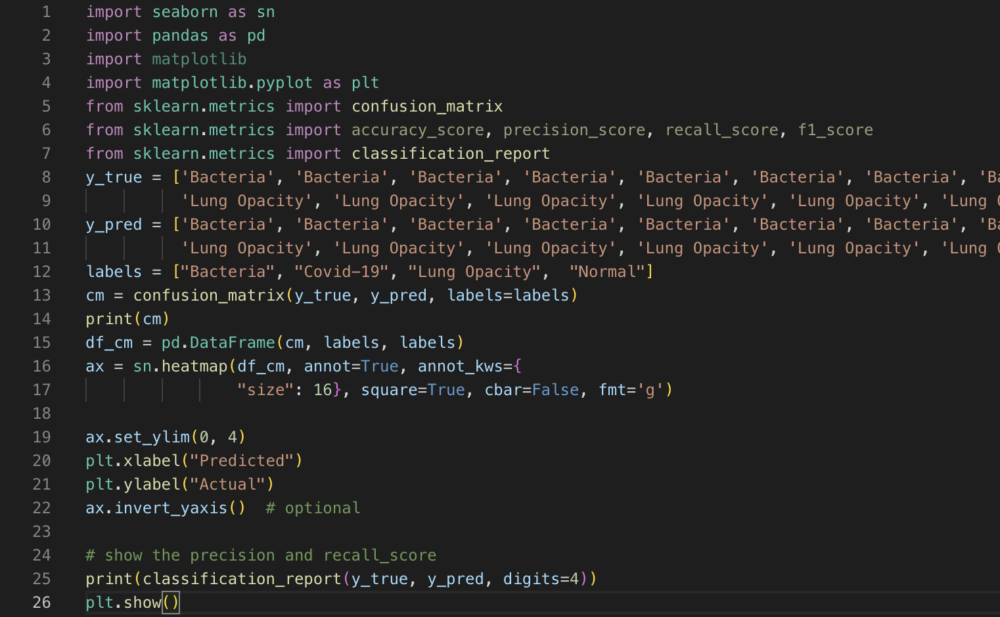 1 import seaborn as sn
2 import pandas as pd
3 import matplotlib
4 import matplotlib.pyplot as plt
5 from sklearn.metrics import confusion_matrix
6 from sklearn.metrics import accuracy_score, precision_score, recall_score, f1_score
7 from sklearn.metrics import classification_report
8 y_true = ['Bacteria', 'Bacteria', 'Bacteria', 'Bacteria', 'Bacteria', 'Bacteria', 'Bacteria', 'Ba
9 'Lung Opacity', 'Lung Opacity', 'Lung Opacity', 'Lung Opacity', 'Lung Opacity', 'Lung
10 y_pred = ['Bacteria', 'Bacteria', 'Bacteria', 'Bacteria', 'Bacteria', 'Bacteria', 'Bacteria', 'Ba
11 'Lung Opacity', 'Lung Opacity', 'Lung Opacity', 'Lung Opacity', 'Lung Opacity', 'Lung
12 labels = ["Bacteria", "Covid-19", "Lung Opacity",  "Normal"]
13 cm = confusion_matrix(y_true, y_pred, labels=labels)
14 print(cm)
15 df_cm = pd.DataFrame(cm, labels, labels)
16 ax = sn.heatmap(df_cm, annot=True, annot_kws={
17 "size": 16}, square=True, cbar=False, fmt='g')
18
19 ax.set_ylim(0, 4)
20 plt.xlabel("Predicted")
21 plt.ylabel("Actual")
22 ax.invert_yaxis()  # optional
23
24 # show the precision and recall_score
25 print(classification_report(y_true, y_pred, digits=4))
26 plt.show()